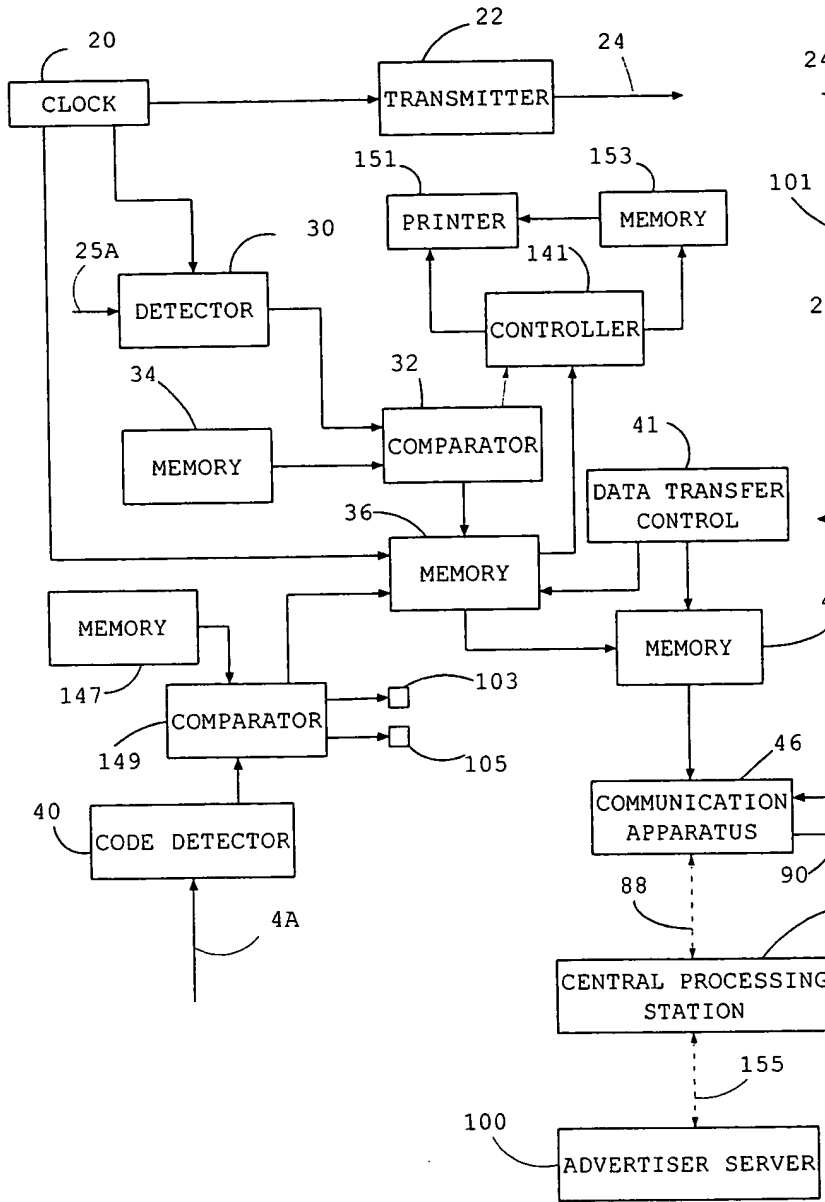 20
22
24
24
CLOCK
TRANSMITTER
151
153
101
PRINTER
MEMORY
25A
30
141
DETECTOR
CONTROLLER
2
34
32
MEMORY
COMPARATOR
41
DATA TRANSFER
CONTROL
36
MEMORY
4
MEMORY
MEMORY
147
103
COMPARATOR
149
105
46
40
COMMUNICATION
APPARATUS
CODE DETECTOR
90
88
4A
CENTRAL PROCESSING
STATION
155
100
ADVERTISER SERVER